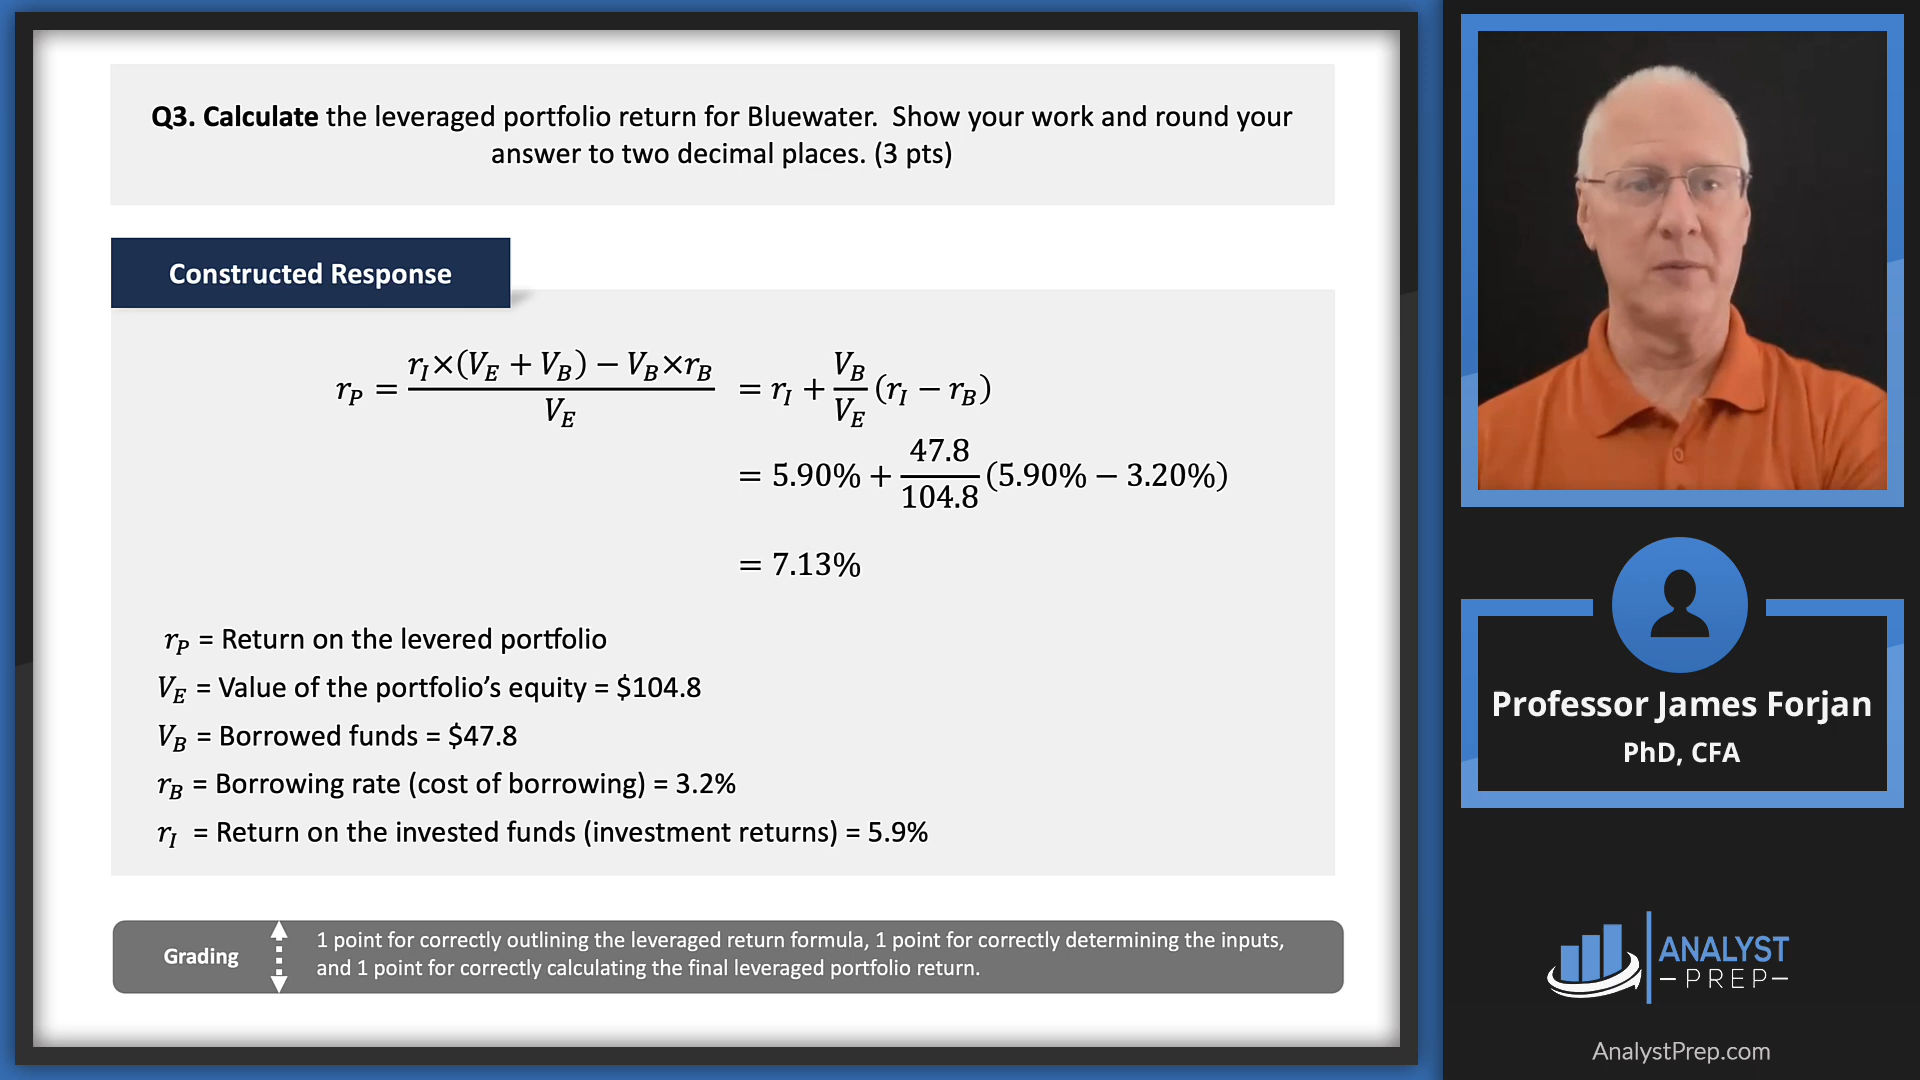 Q3. Calculate the leveraged portfolio return for Bluewater.  Show your work and round your
answer to two decimal places. (3 pts)
Constructed Response
r_P = \frac{r_I×(V_E + V_B) − V_B×r_B}{V_E} = r_I + \frac{V_B}{V_E}(r_I − r_B)
= 5.90% + \frac{47.8}{104.8}(5.90% − 3.20%)
= 7.13%
r_P = Return on the levered portfolio
V_E = Value of the portfolio’s equity = $104.8
V_B = Borrowed funds = $47.8
r_B = Borrowing rate (cost of borrowing) = 3.2%
r_I = Return on the invested funds (investment returns) = 5.9%
Grading
1 point for correctly outlining the leveraged return formula, 1 point for correctly determining the inputs,
and 1 point for correctly calculating the final leveraged portfolio return.
Professor James Forjan
PhD, CFA
ANALYST
PREP
AnalystPrep.com